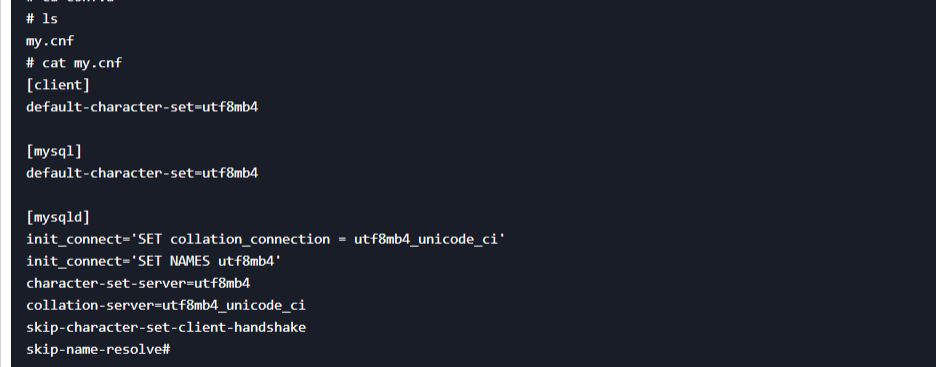 # ls
my.cnf
# cat my.cnf
[client]
default-character-set=utf8mb4
[mysql]
default-character-set=utf8mb4
[mysqld]
init_connect='SET collation_connection = utf8mb4_unicode_ci'
init_connect='SET NAMES utf8mb4'
character-set-server=utf8mb4
collation-server=utf8mb4_unicode_ci
skip-character-set-client-handshake
skip-name-resolve#